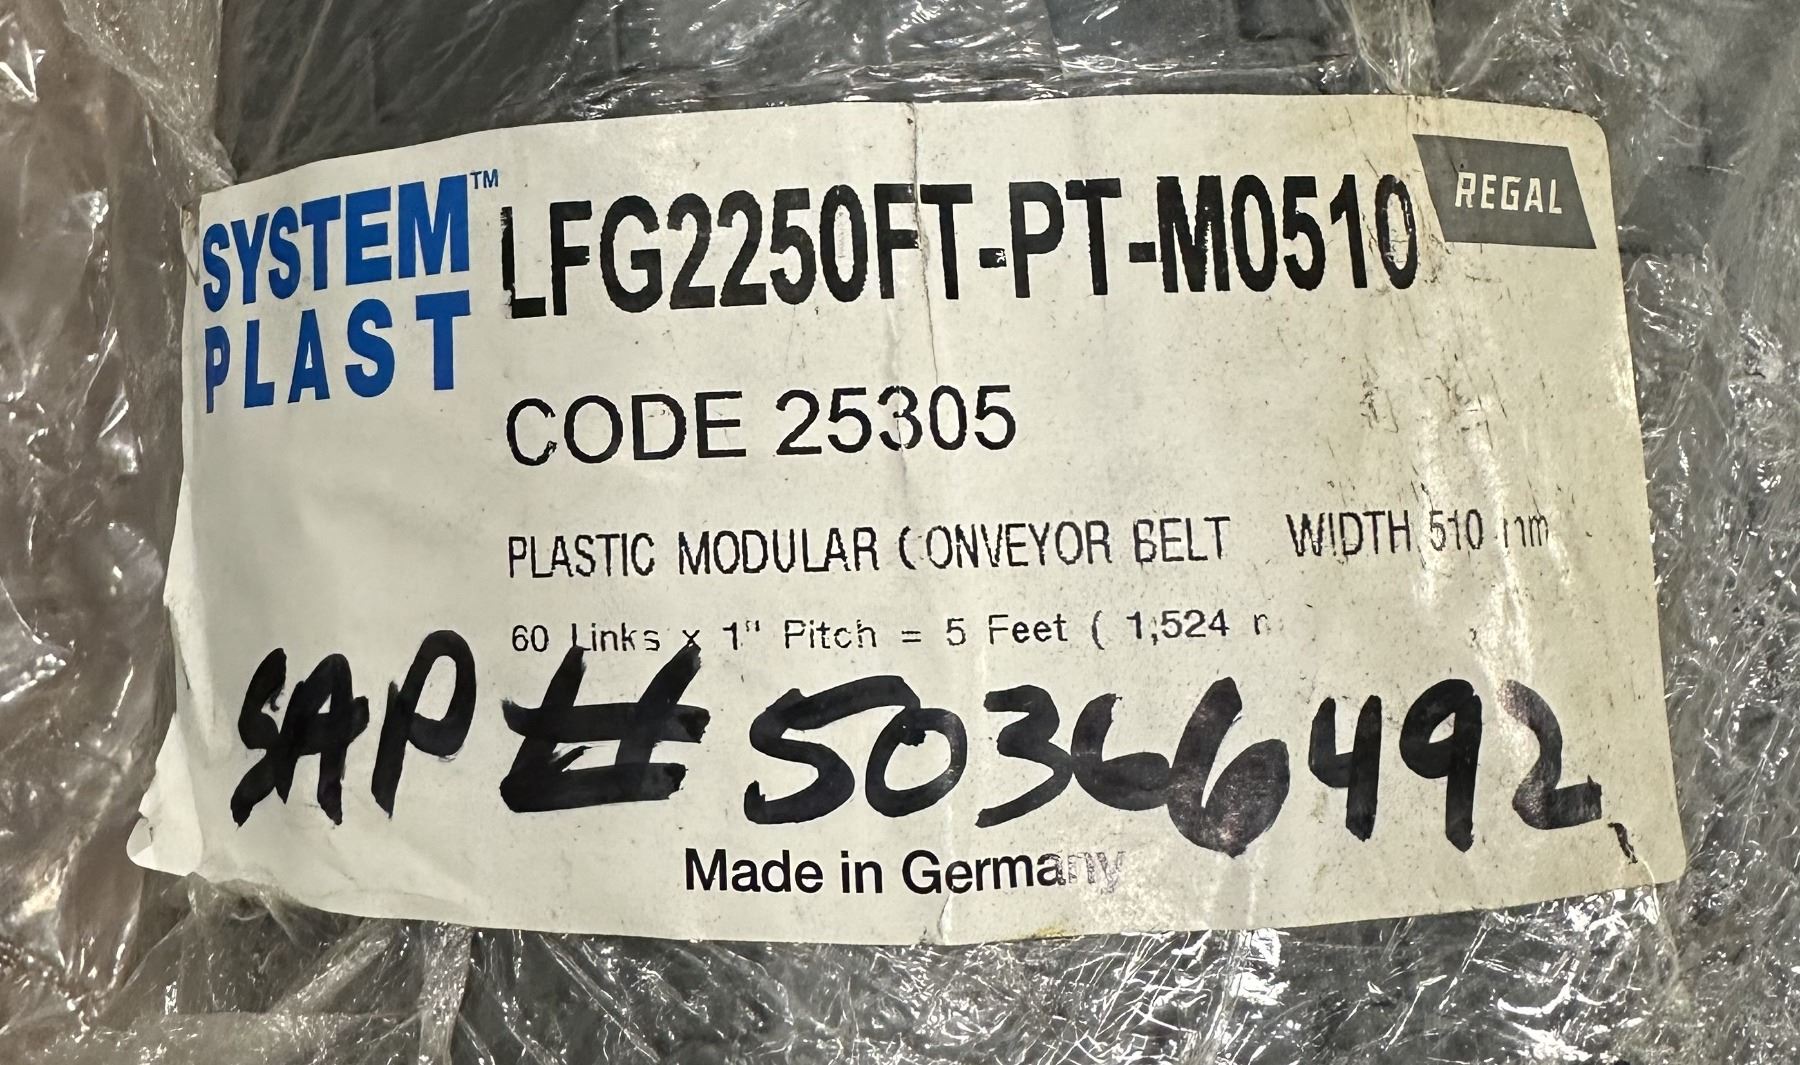 SYSTEM™
PLAST
LFG2250FT-PT-M0510
REGAL
CODE 25305
PLASTIC MODULAR CONVEYOR BELT WIDTH 510 mm
60 Links x 1" Pitch = 5 Feet ( 1,524
SAP # 50366492
Made in Germany